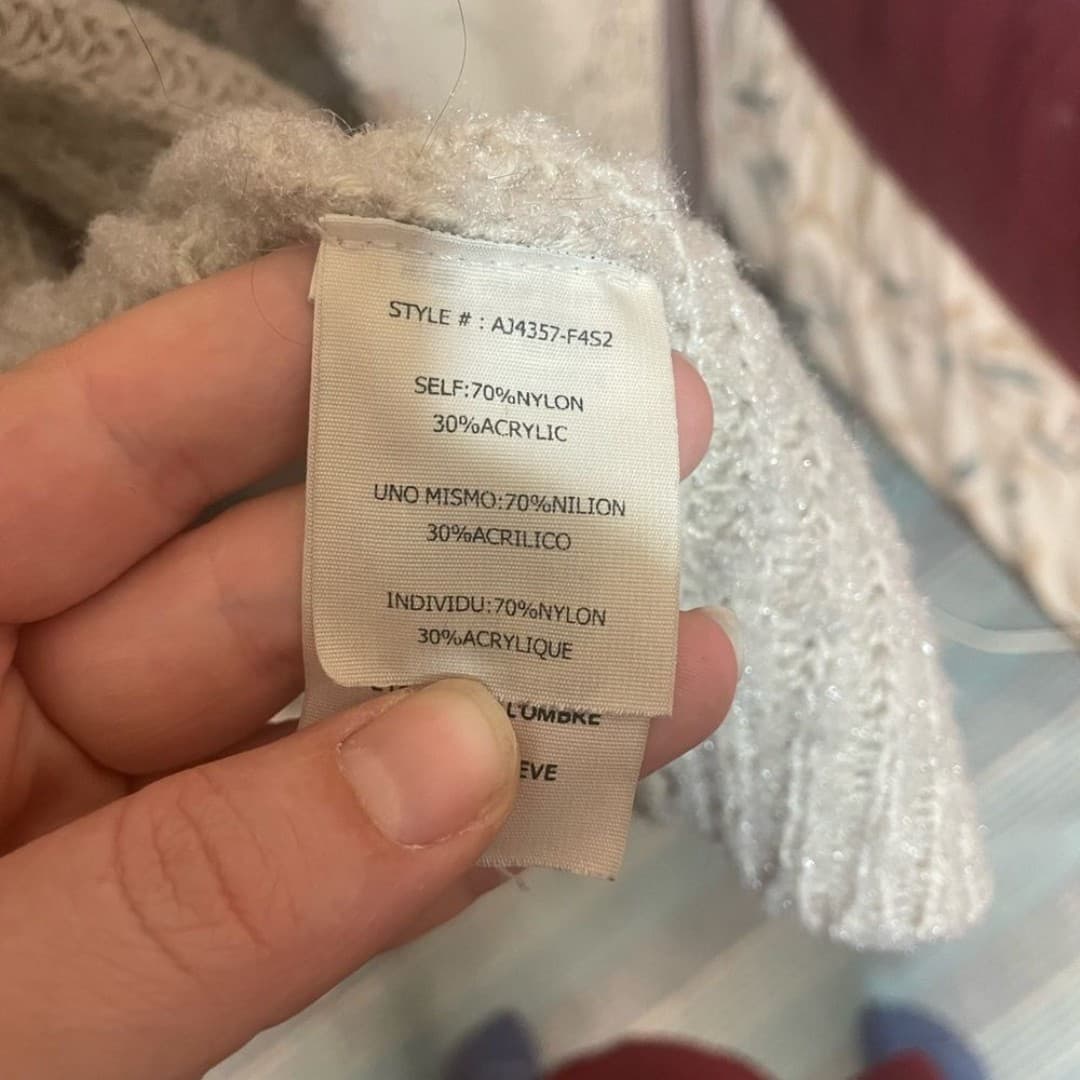 STYLE # : AJ4357-F4S2
SELF:70%NYLON
30%ACRYLIC
UNO MISMO:70%NILION
30%ACRILICO
INDIVIDU:70%NYLON
30%ACRYLIQUE
L'OMBRE